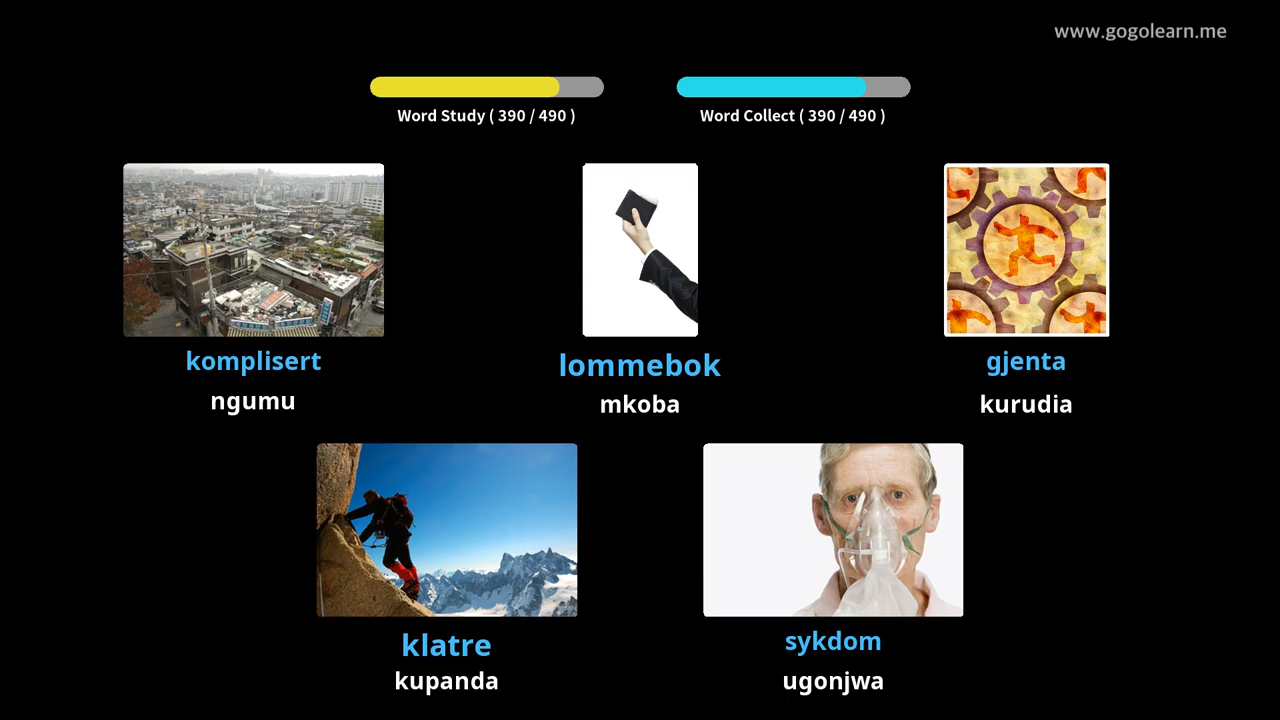 www.gogolearn.me
Word Study ( 390 / 490 )
Word Collect ( 390 / 490 )
komplisert
ngumu
lommebok
mkoba
gjenta
kurudia
klatre
kupanda
sykdom
ugonjwa